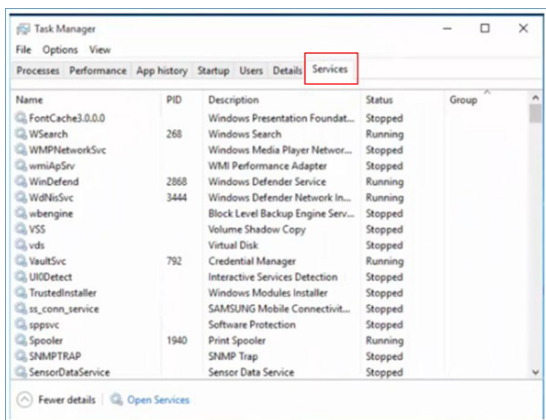 Task Manager
File Options View
Processes Performance App history Startup Users Details Services
Name PID Description Status Group
FontCache3.0.0.0 Windows Presentation Foundat... Stopped
WSearch 268 Windows Search Running
WMPNetworkSvc Windows Media Player Networ... Stopped
wmiApSrv WMI Performance Adapter Stopped
WinDefend 2868 Windows Defender Service Running
WdNisSvc 3444 Windows Defender Network In... Running
wbengine Block Level Backup Engine Serv... Stopped
VSS Volume Shadow Copy Stopped
vds Virtual Disk Stopped
VaultSvc 792 Credential Manager Running
UI0Detect Interactive Services Detection Stopped
TrustedInstaller Windows Modules Installer Stopped
ss_conn_service SAMSUNG Mobile Connectivit... Stopped
sppsvc Software Protection Stopped
Spooler 1940 Print Spooler Running
SNMPTRAP SNMP Trap Stopped
SensorDataService Sensor Data Service Stopped
Fewer details Open Services